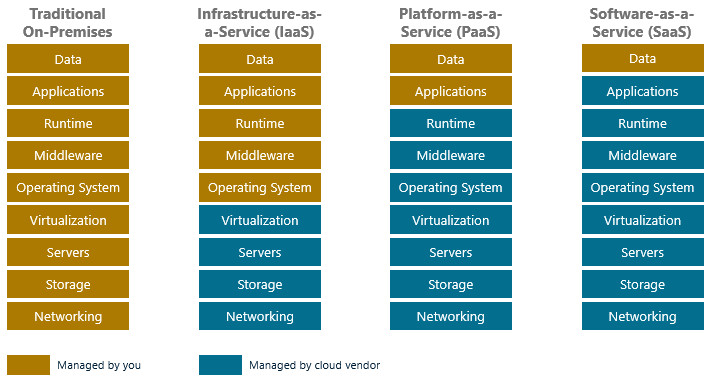 Traditional
On-Premises
Data
Applications
Runtime
Middleware
Operating System
Virtualization
Servers
Storage
Networking
Infrastructure-as-
a-Service (IaaS)
Data
Applications
Runtime
Middleware
Operating System
Virtualization
Servers
Storage
Networking
Platform-as-a-
Service (PaaS)
Data
Applications
Runtime
Middleware
Operating System
Virtualization
Servers
Storage
Networking
Software-as-a-
Service (SaaS)
Data
Applications
Runtime
Middleware
Operating System
Virtualization
Servers
Storage
Networking
Managed by you
Managed by cloud vendor